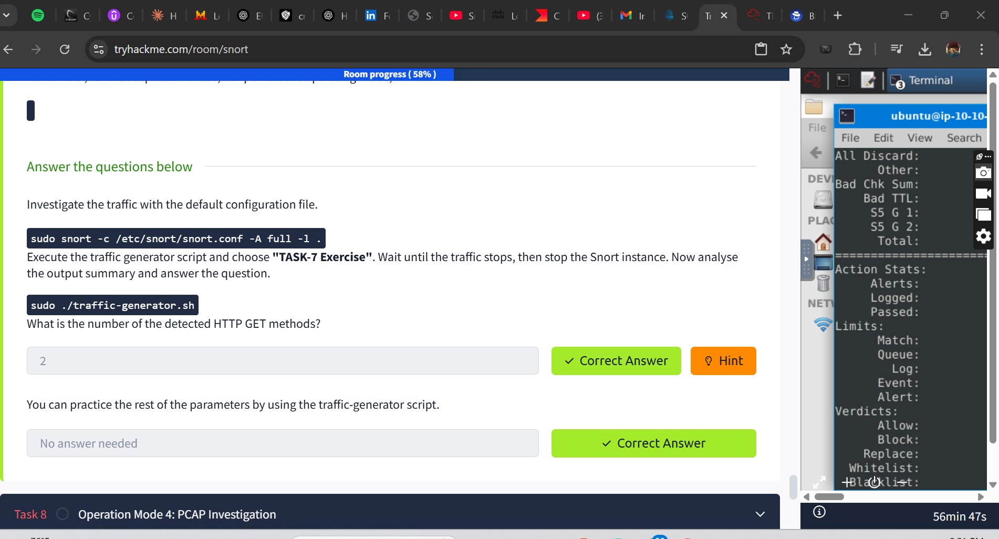 tryhackme.com/room/snort
Room progress ( 58% )
Answer the questions below
Investigate the traffic with the default configuration file.
sudo snort -c /etc/snort/snort.conf -A full -l .
Execute the traffic generator script and choose "TASK-7 Exercise". Wait until the traffic stops, then stop the Snort instance. Now analyse
the output summary and answer the question.
sudo ./traffic-generator.sh
What is the number of the detected HTTP GET methods?
2
✓ Correct Answer
Hint
You can practice the rest of the parameters by using the traffic-generator script.
No answer needed
✓ Correct Answer
Task 8
Operation Mode 4: PCAP Investigation
3 Terminal
ubuntu@ip-10-10-
File
File Edit View Search
DEVI
PLAC
NETV
All Discard:
Other:
Bad Chk Sum:
Bad TTL:
S5 G 1:
S5 G 2:
Total:
======================
Action Stats:
Alerts:
Logged:
Passed:
Limits:
Match:
Queue:
Log:
Event:
Alert:
Verdicts:
Allow:
Block:
Replace:
Whitelist:
Blacklist:
56min 47s